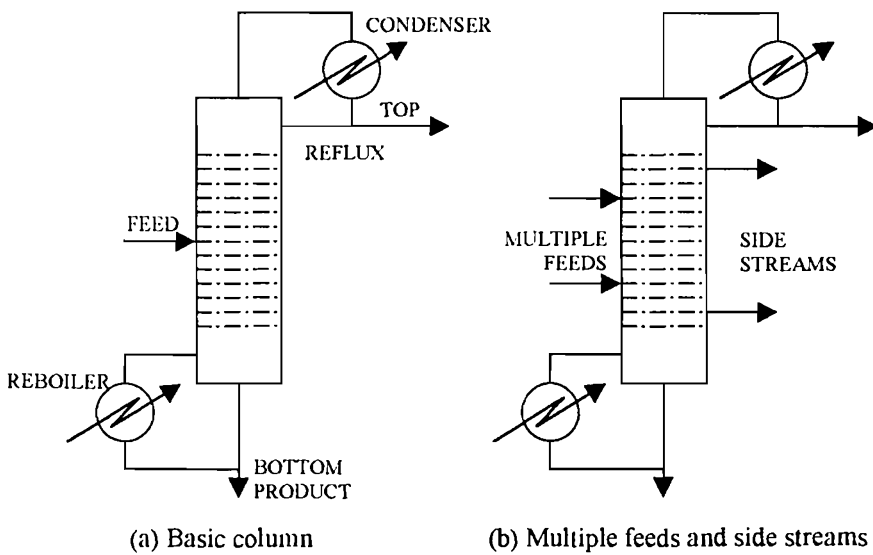 CONDENSER
TOP
REFLUX
FEED
REBOILER
BOTTOM
PRODUCT
(a) Basic column
MULTIPLE
FEEDS
SIDE
STREAMS
(b) Multiple feeds and side streams